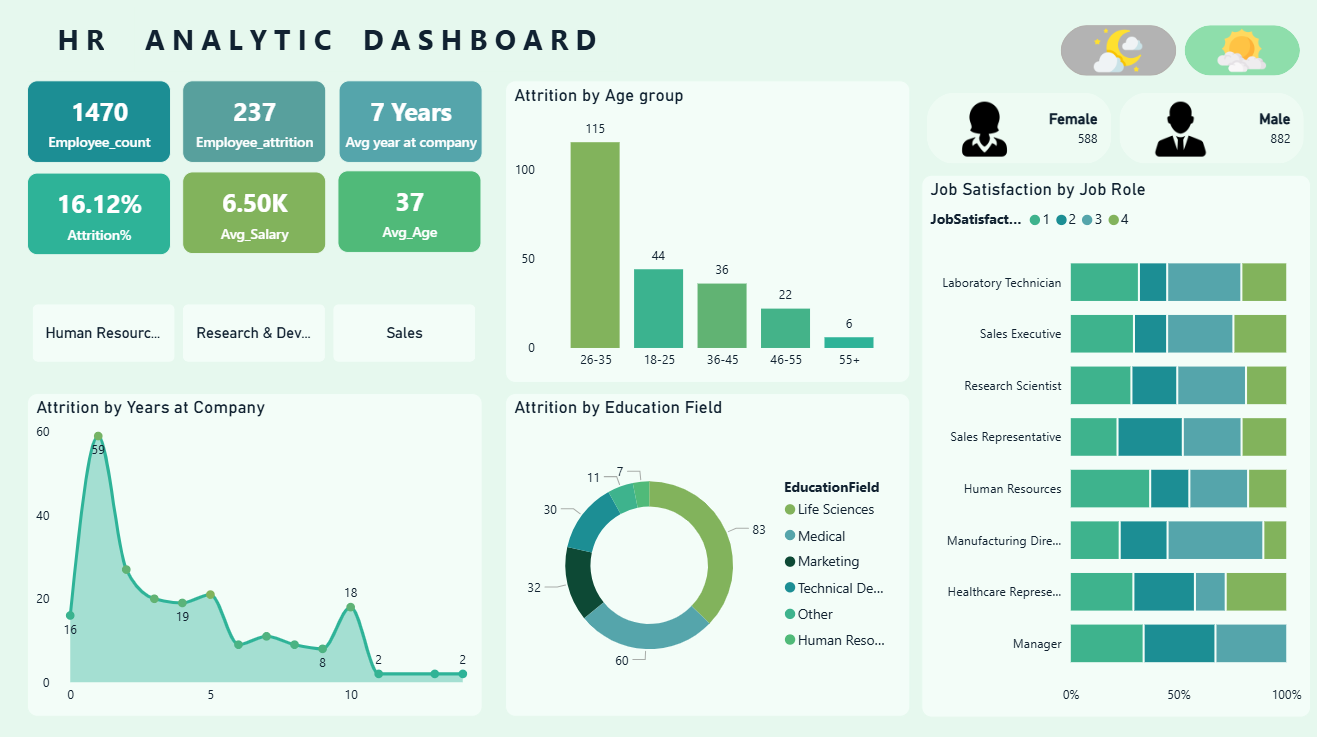 HR ANALYTIC DASHBOARD
1470
Employee_count
237
Employee_attrition
7 Years
Avg year at company
16.12%
Attrition%
6.50K
Avg_Salary
37
Avg_Age
Human Resourc...
Research & Dev...
Sales
Attrition by Age group
115
100
44
50
36
22
6
0
26-35
18-25
36-45
46-55
55+
Female
588
Male
882
Job Satisfaction by Job Role
JobSatisfact... 1 2 3 4
Laboratory Technician
Sales Executive
Research Scientist
Sales Representative
Human Resources
Manufacturing Dire...
Healthcare Represe...
Manager
0% 50% 100%
Attrition by Years at Company
60
59
40
20
18
16
19
8
2
2
0
0 5 10
Attrition by Education Field
7
11
30
83
32
60
EducationField
Life Sciences
Medical
Marketing
Technical De...
Other
Human Reso...